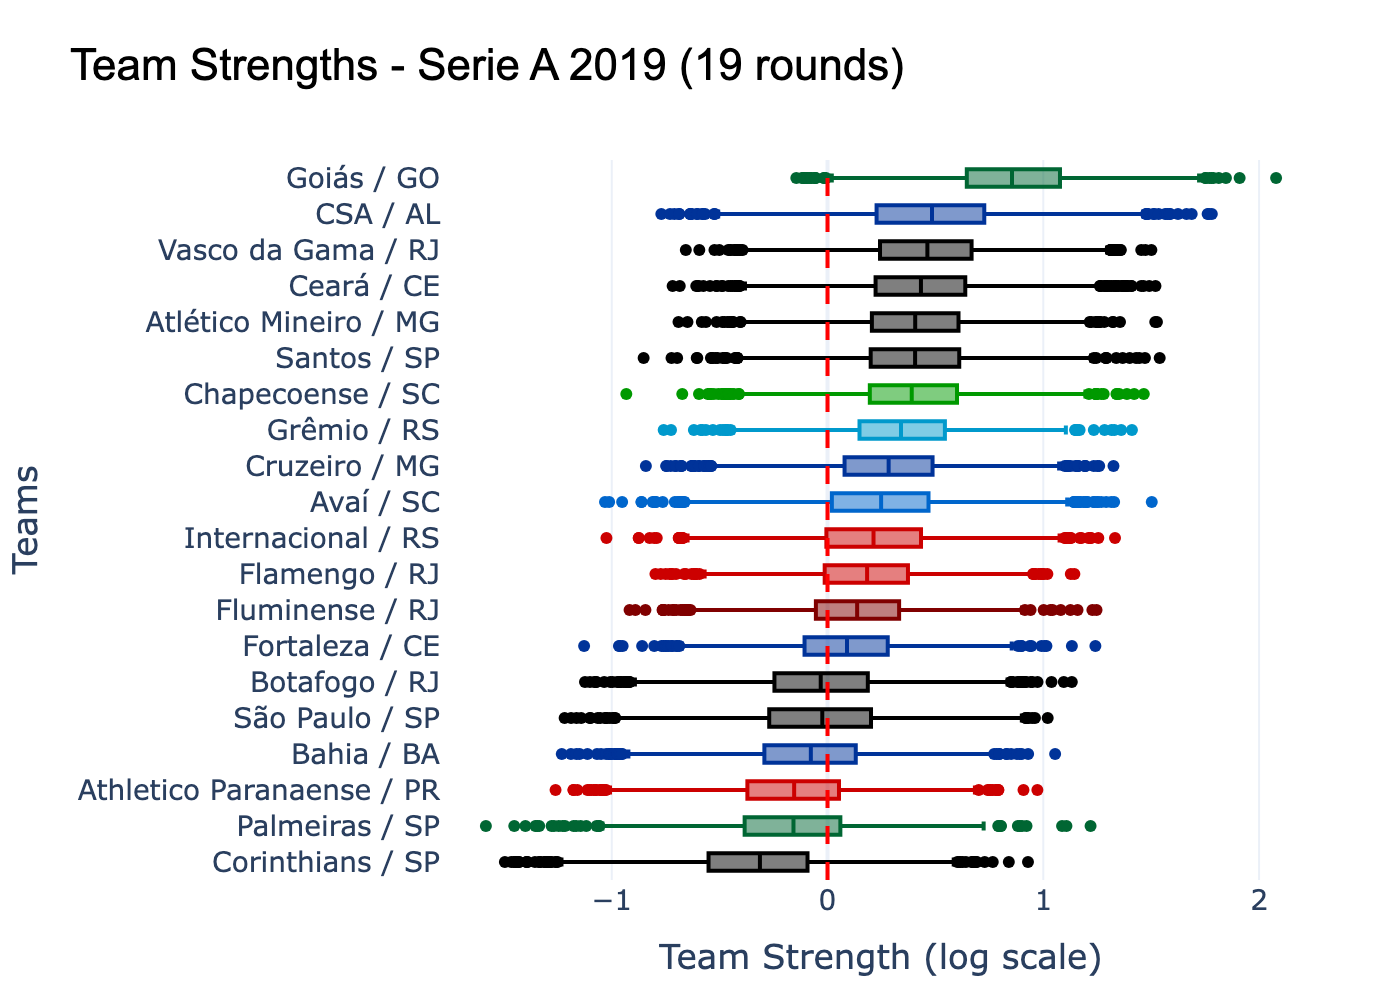 Team Strengths - Serie A 2019 (19 rounds)
Goiás / GO
CSA / AL
Vasco da Gama / RJ
Ceará / CE
Atlético Mineiro / MG
Santos / SP
Chapecoense / SC
Grêmio / RS
Cruzeiro / MG
Avaí / SC
Internacional / RS
Flamengo / RJ
Fluminense / RJ
Fortaleza / CE
Botafogo / RJ
São Paulo / SP
Bahia / BA
Athletico Paranaense / PR
Palmeiras / SP
Corinthians / SP
Teams
−1 0 1 2
Team Strength (log scale)